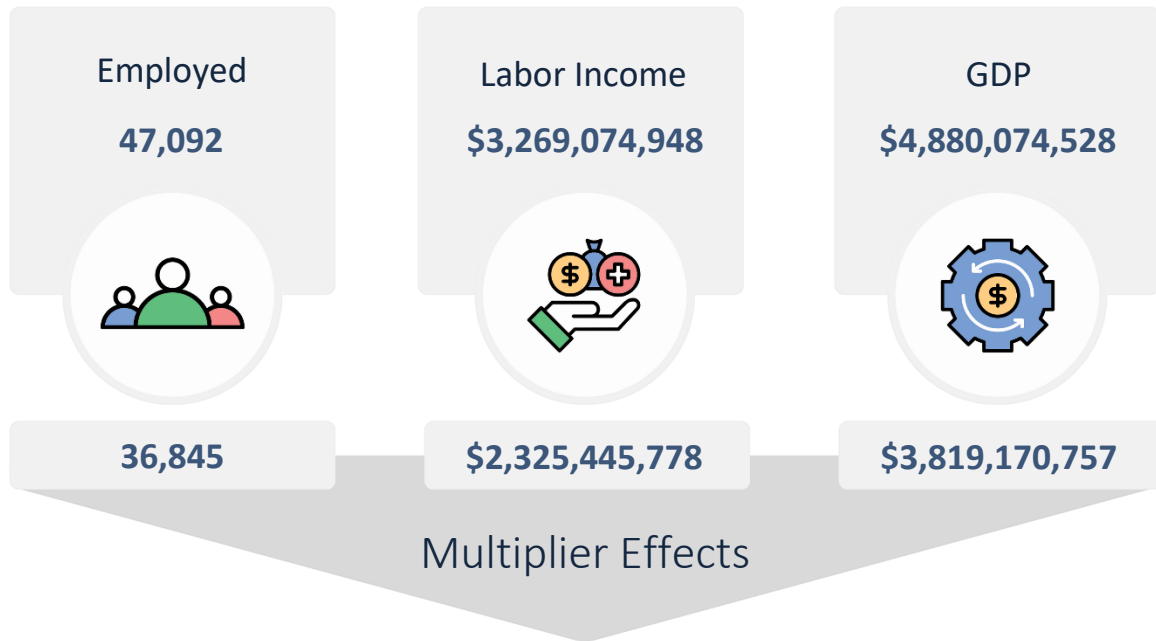 Employed
47,092
Labor Income
$3,269,074,948
GDP
$4,880,074,528
$
$
36,845
$2,325,445,778
$3,819,170,757
Multiplier Effects